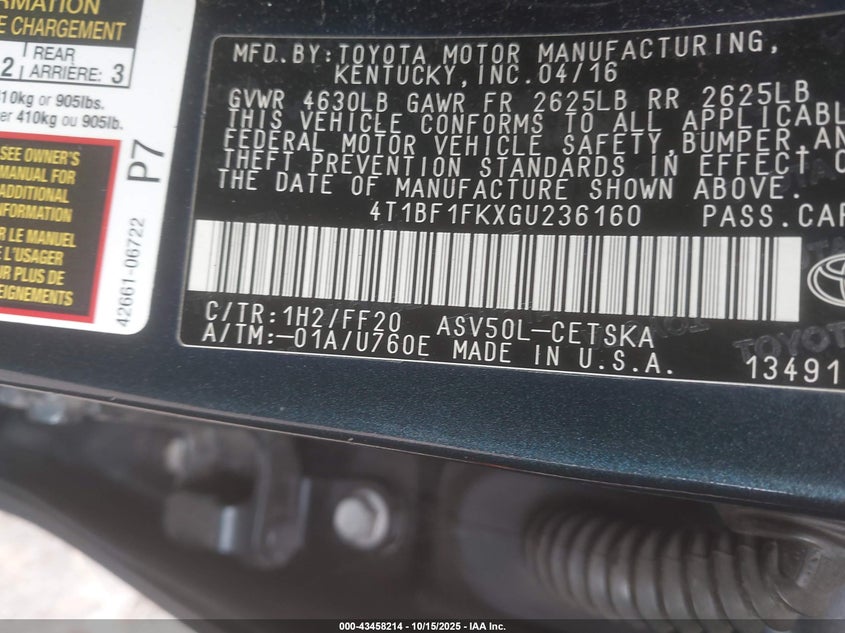 ORMATION
E CHARGEMENT
2 REAR ARRIÈRE: 3
10kg or 905lbs.
er 410kg ou 905lb.
SEE OWNER'S
MANUAL FOR
ADDITIONAL
NFORMATION
R LE MANUEL
E L'USAGER
R PLUS DE
EIGNEMENTS
P7
42661-06722
MFD.BY:TOYOTA MOTOR MANUFACTURING,
KENTUCKY,INC.04/16
GVWR 4630LB GAWR FR 2625LB RR 2625LB
THIS VEHICLE CONFORMS TO ALL APPLICABLE
FEDERAL MOTOR VEHICLE SAFETY,BUMPER,AN
THEFT PREVENTION STANDARDS IN EFFECT O
THE DATE OF MANUFACTURE SHOWN ABOVE.
4T1BF1FKXGU236160 PASS.CAR
C/TR:1H2/FF20 ASV50L-CETSKA
A/TM:-01A/U760E MADE IN U.S.A.
13491
TOYOTA
000-43458214 - 10/15/2025 - IAA Inc.